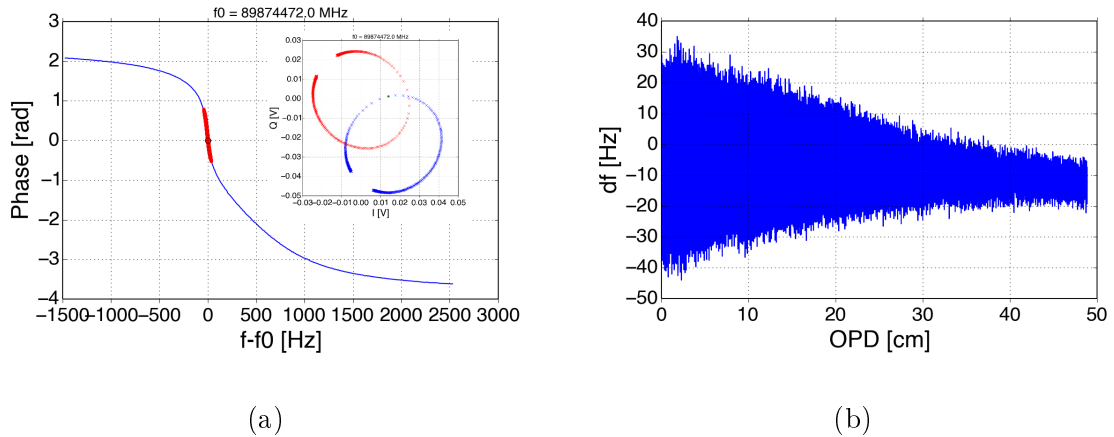 f0 = 89874472.0 MHz
3
2
1
0
−1
−2
−3
−4
Phase [rad]
−1500−1000−500 0 500 1000 1500 2000 2500 3000
f-f0 [Hz]
f0 = 89874472.0 MHz
0.03
0.02
0.01
0.00
−0.01
−0.02
−0.03
−0.04
−0.05
Q [V]
−0.03−0.02−0.01 0.00 0.01 0.02 0.03 0.04 0.05
I [V]
(a)
40
30
20
10
0
−10
−20
−30
−40
−50
df [Hz]
0 10 20 30 40 50
OPD [cm]
(b)